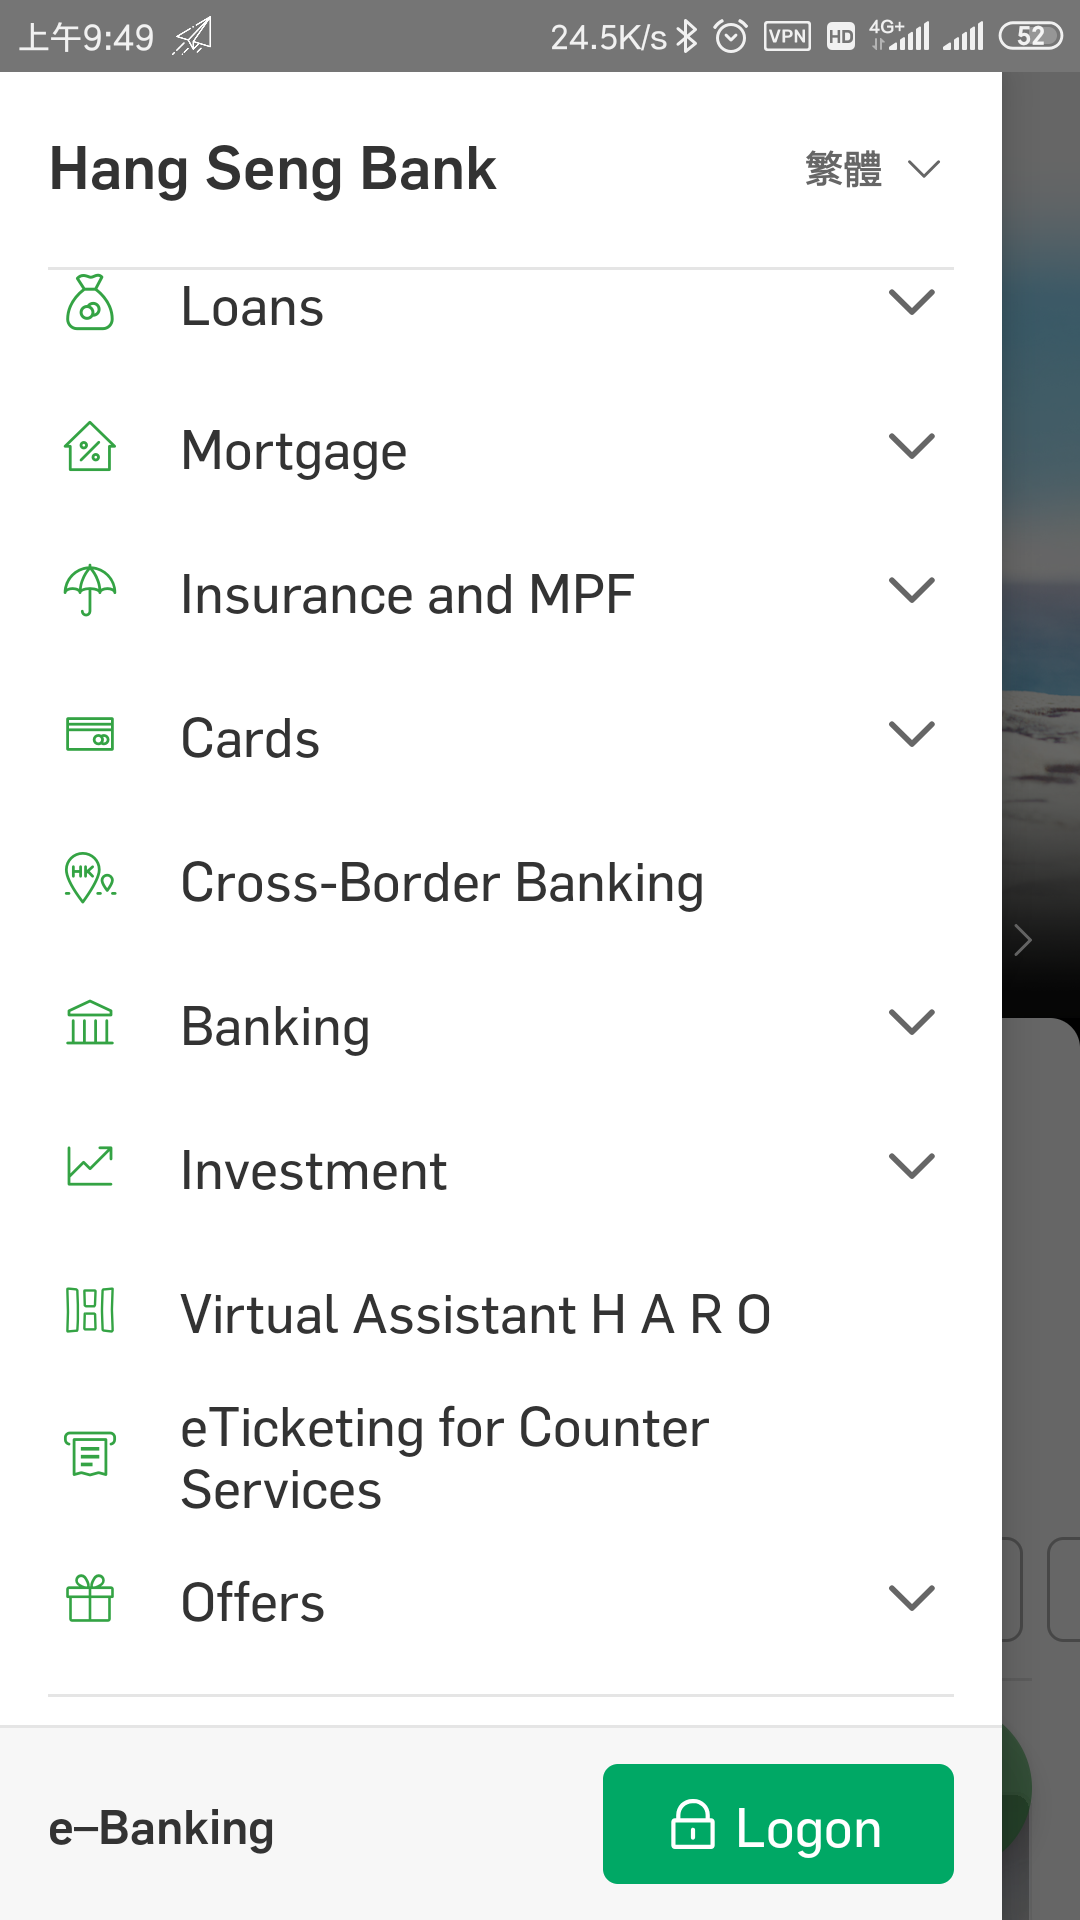 上午9:49 24.5K/s VPN HD 4G+ 52
Hang Seng Bank 繁體
Loans
Mortgage
Insurance and MPF
Cards
HK Cross-Border Banking
Banking
Investment
Virtual Assistant H A R O
eTicketing for Counter
Services
Offers
e-Banking Logon